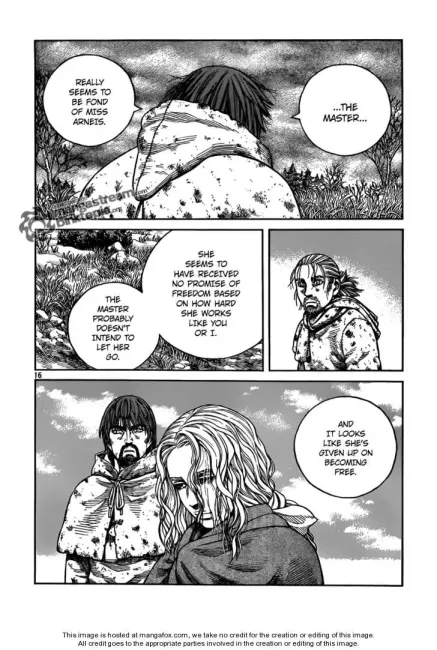 ...THE
MASTER...
REALLY
SEEMS TO
BE FOND
OF MISS
ARNEIS.
SHE
SEEMS TO
HAVE RECEIVED
NO PROMISE OF
FREEDOM BASED
ON HOW HARD
SHE WORKS
LIKE YOU
OR I.
THE
MASTER
PROBABLY
DOESN'T
INTEND TO
LET HER
GO.
16
AND
IT LOOKS
LIKE SHE'S
GIVEN UP ON
BECOMING
FREE.
This image is hosted at mangafox.com, we take no credit for the creation or editing of this image.
All credit goes to the appropriate parties involved in the creation or editing of this image.